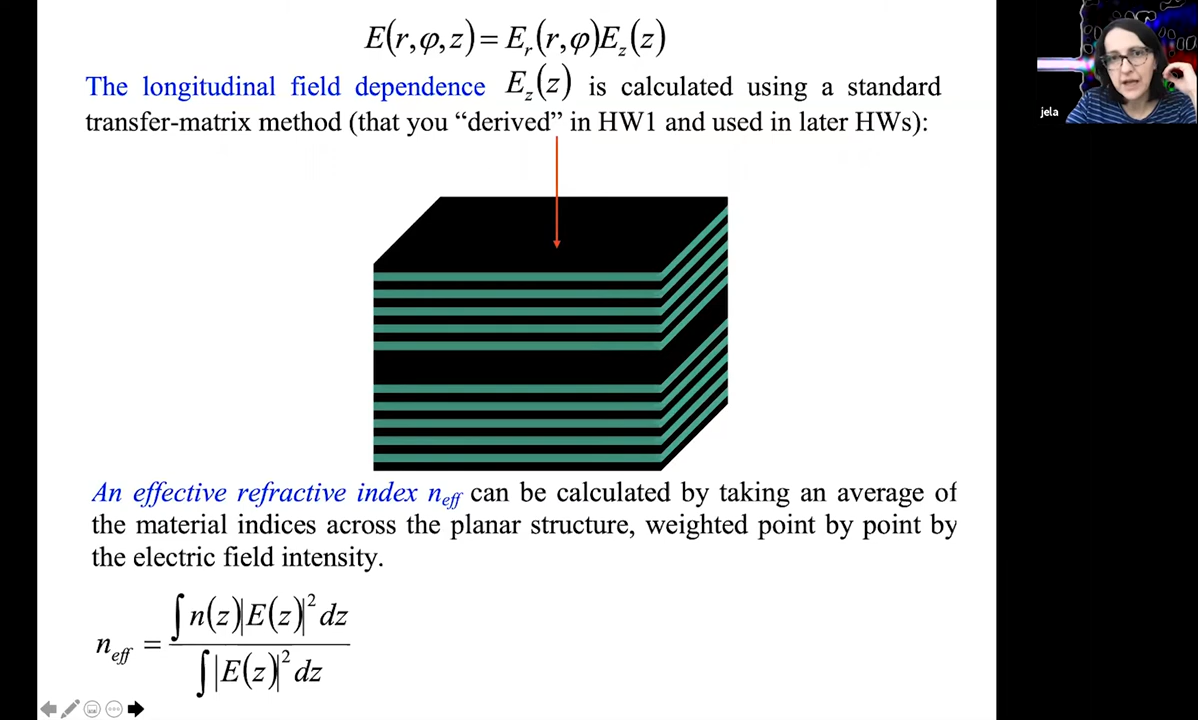 E(r,φ,z) = E_r(r,φ)E_z(z)
The longitudinal field dependence E_z(z) is calculated using a standard
transfer-matrix method (that you “derived” in HW1 and used in later HWs):
jela
An effective refractive index n_eff can be calculated by taking an average of
the material indices across the planar structure, weighted point by point by
the electric field intensity.
n_eff = ∫n(z)|E(z)|² dz / ∫|E(z)|² dz